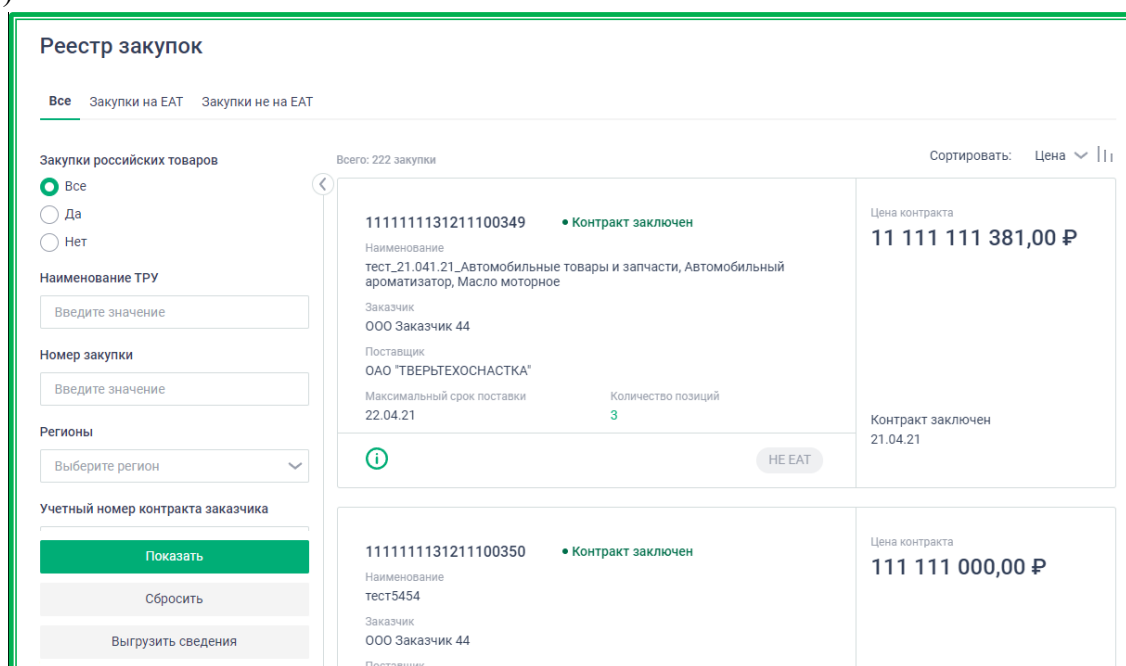 )
Реестр закупок
Все Закупки на ЕАТ Закупки не на ЕАТ
Закупки российских товаров
Все
Да
Нет
Наименование ТРУ
Введите значение
Номер закупки
Введите значение
Регионы
Выберите регион
Учетный номер контракта заказчика
Показать
Сбросить
Выгрузить сведения
Всего: 222 закупки
Сортировать: Цена
1111111131211100349 • Контракт заключен
Наименование
тест_21.041.21_Автомобильные товары и запчасти, Автомобильный
ароматизатор, Масло моторное
Заказчик
ООО Заказчик 44
Поставщик
ОАО "ТВЕРЬТЕХОСНАСТКА"
Максимальный срок поставки Количество позиций
22.04.21 3
НЕ ЕАТ
Цена контракта
11 111 111 381,00 ₽
Контракт заключен
21.04.21
1111111131211100350 • Контракт заключен
Наименование
тест5454
Заказчик
ООО Заказчик 44
Поставщик
Цена контракта
111 111 000,00 ₽